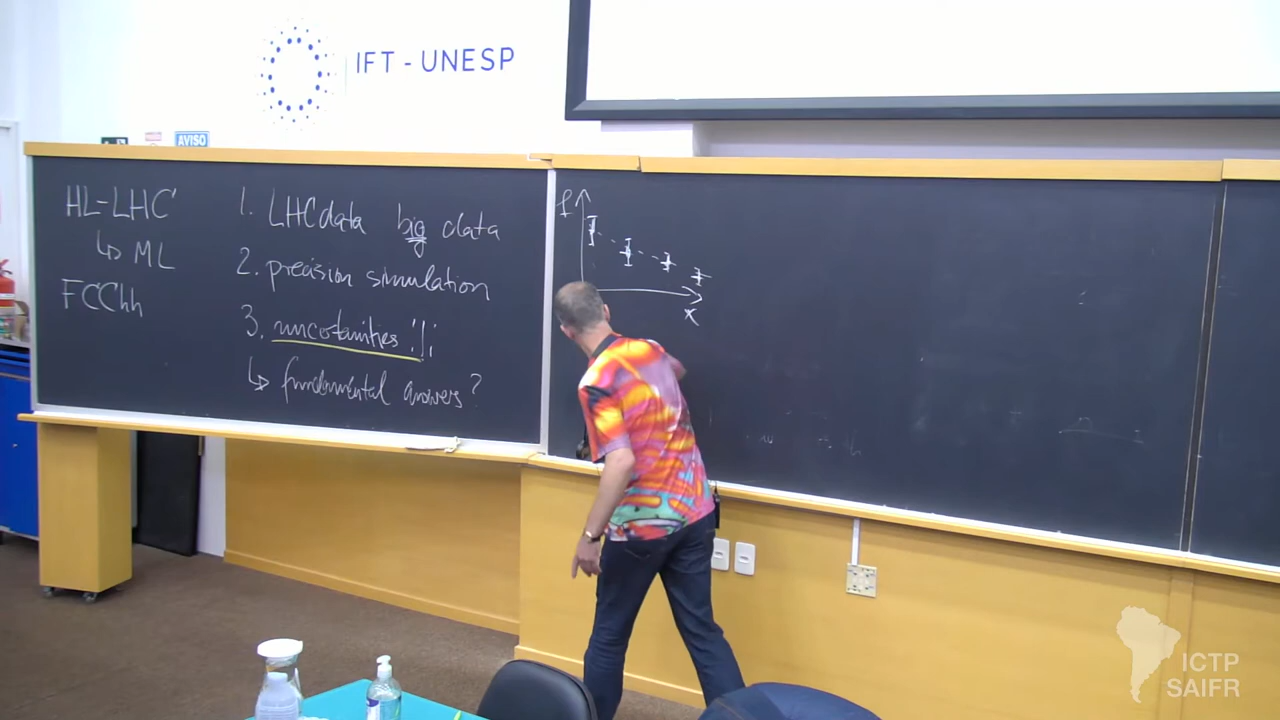 IFT - UNESP
AVISO
HL-LHC
↳ ML
FCChh
1. LHC data big data
2. precision simulation
3. uncertainities !!¡
↳ fundamental answers?
f
x
ICTP
SAIFR